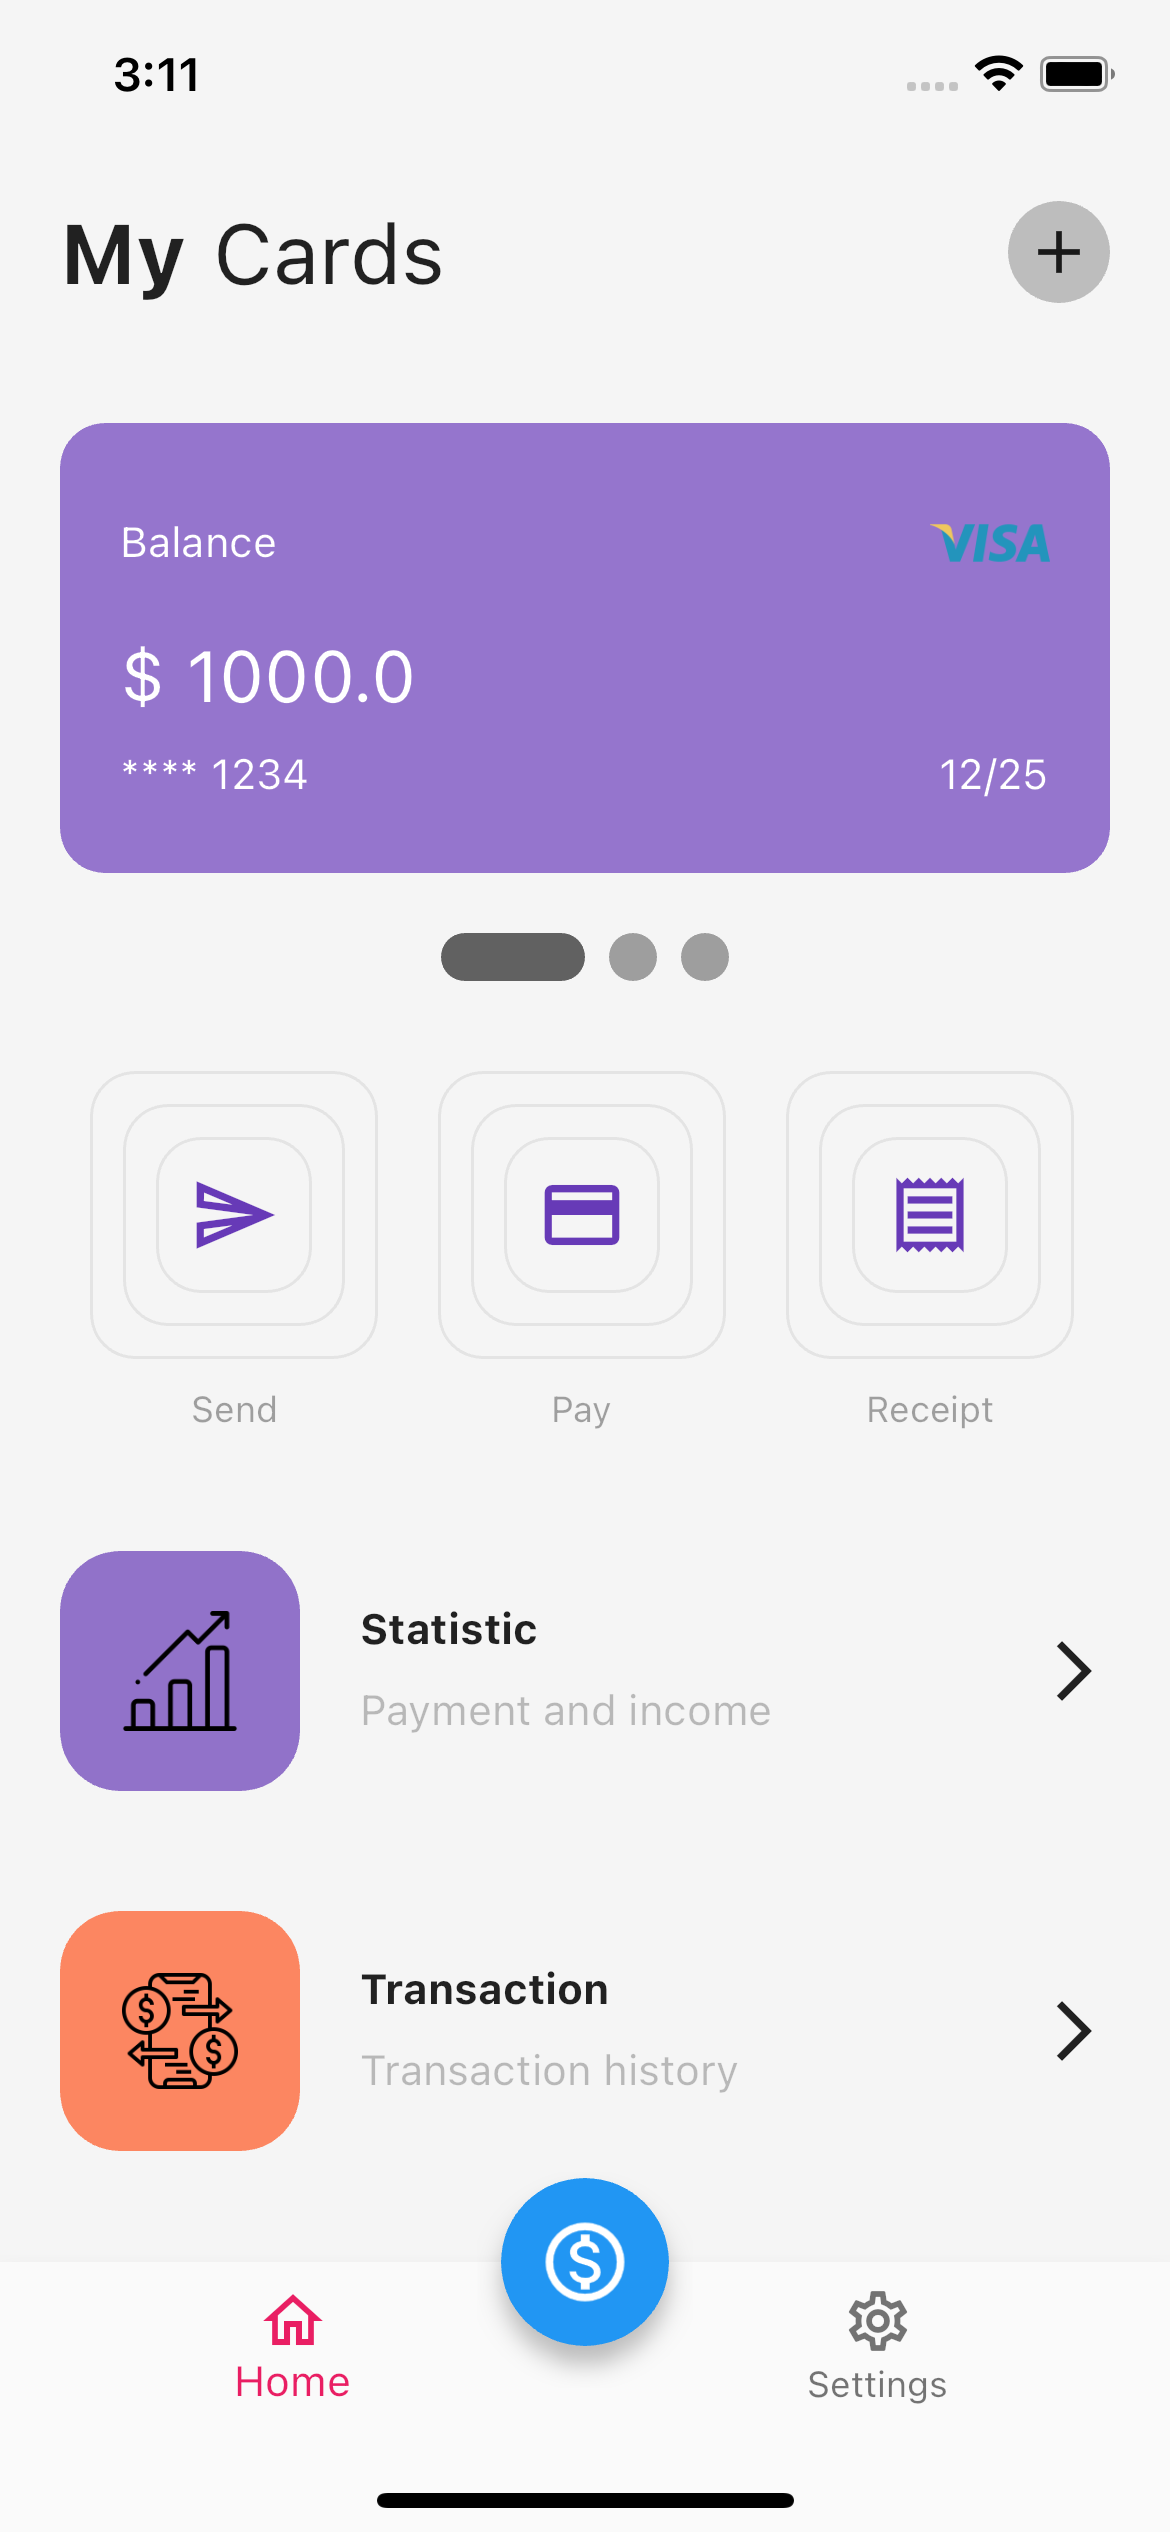 3:11
My Cards
Balance
VISA
$ 1000.0
**** 1234
12/25
Send
Pay
Receipt
Statistic
Payment and income
Transaction
Transaction history
Home
Settings